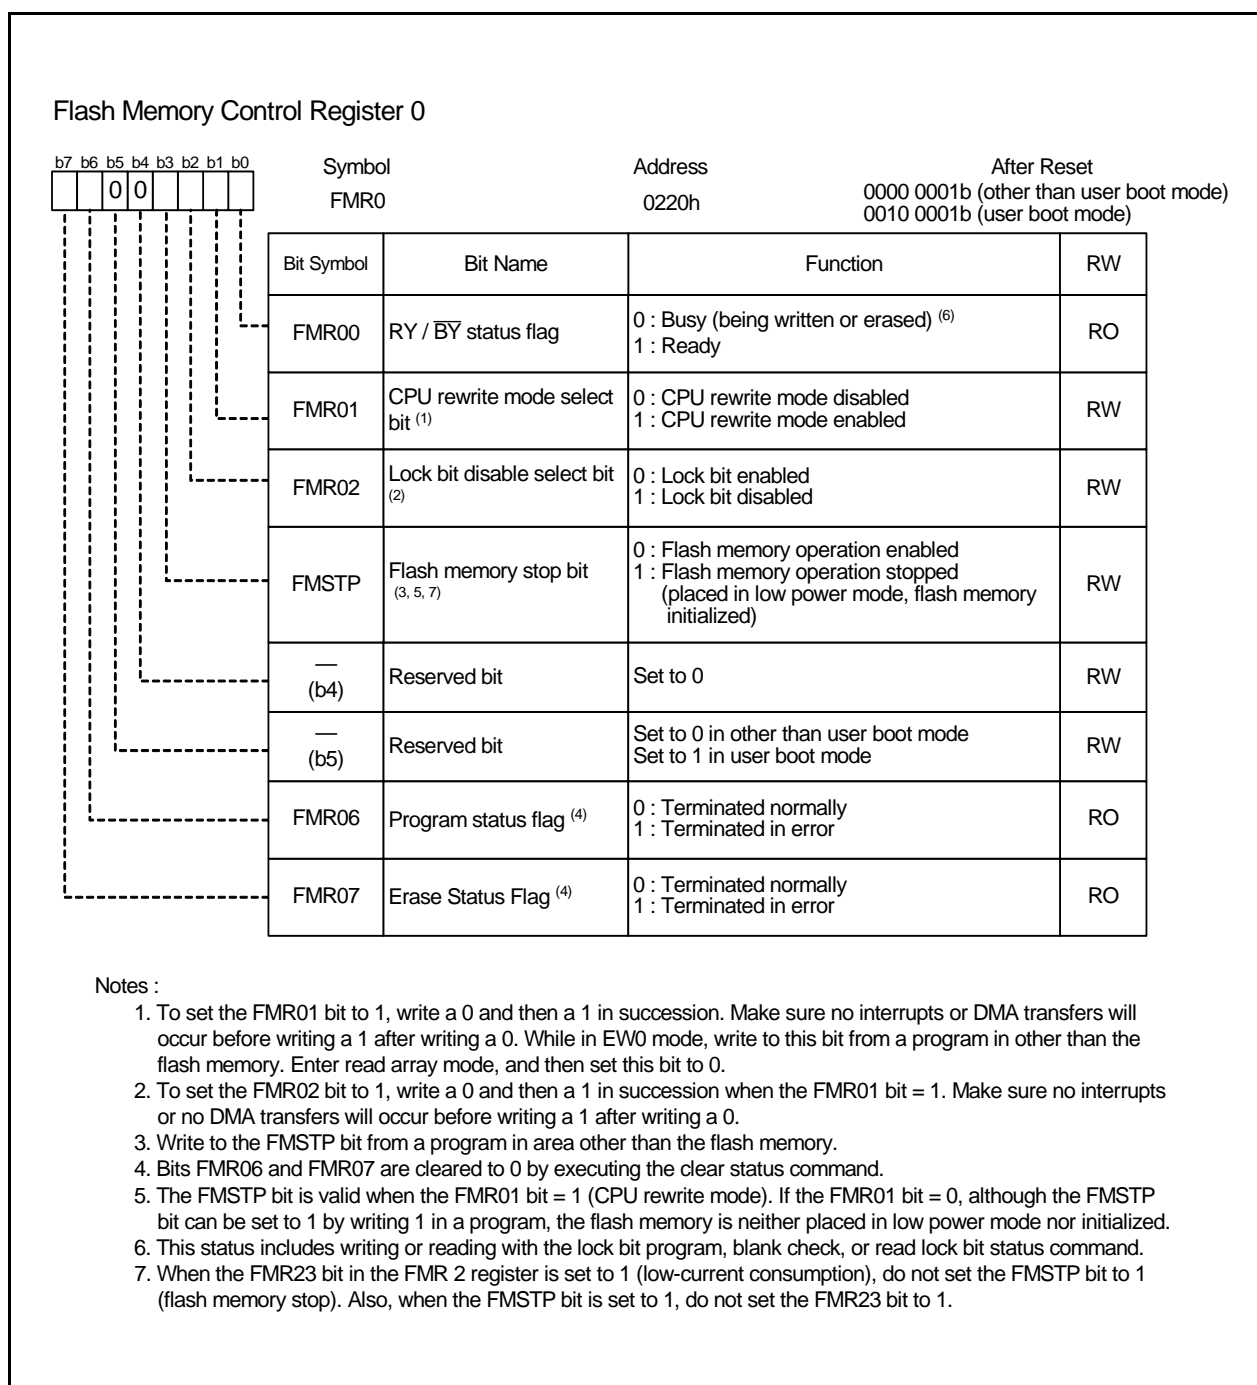 Flash Memory Control Register 0
b7 b6 b5 b4 b3 b2 b1 b0
0 0
Symbol Address After Reset
FMR0 0220h 0000 0001b (other than user boot mode)
0010 0001b (user boot mode)
Bit Symbol Bit Name Function RW
FMR00 RY / BY status flag 0 : Busy (being written or erased) (6) RO
1 : Ready
FMR01 CPU rewrite mode select 0 : CPU rewrite mode disabled RW
bit (1) 1 : CPU rewrite mode enabled
FMR02 Lock bit disable select bit 0 : Lock bit enabled RW
(2) 1 : Lock bit disabled
0 : Flash memory operation enabled
FMSTP Flash memory stop bit 1 : Flash memory operation stopped RW
(3, 5, 7) (placed in low power mode, flash memory
initialized)
—
(b4) Reserved bit Set to 0 RW
—
(b5) Reserved bit Set to 0 in other than user boot mode RW
Set to 1 in user boot mode
FMR06 Program status flag (4) 0 : Terminated normally RO
1 : Terminated in error
FMR07 Erase Status Flag (4) 0 : Terminated normally RO
1 : Terminated in error
Notes :
1. To set the FMR01 bit to 1, write a 0 and then a 1 in succession. Make sure no interrupts or DMA transfers will
occur before writing a 1 after writing a 0. While in EW0 mode, write to this bit from a program in other than the
flash memory. Enter read array mode, and then set this bit to 0.
2. To set the FMR02 bit to 1, write a 0 and then a 1 in succession when the FMR01 bit = 1. Make sure no interrupts
or no DMA transfers will occur before writing a 1 after writing a 0.
3. Write to the FMSTP bit from a program in area other than the flash memory.
4. Bits FMR06 and FMR07 are cleared to 0 by executing the clear status command.
5. The FMSTP bit is valid when the FMR01 bit = 1 (CPU rewrite mode). If the FMR01 bit = 0, although the FMSTP
bit can be set to 1 by writing 1 in a program, the flash memory is neither placed in low power mode nor initialized.
6. This status includes writing or reading with the lock bit program, blank check, or read lock bit status command.
7. When the FMR23 bit in the FMR 2 register is set to 1 (low-current consumption), do not set the FMSTP bit to 1
(flash memory stop). Also, when the FMSTP bit is set to 1, do not set the FMR23 bit to 1.